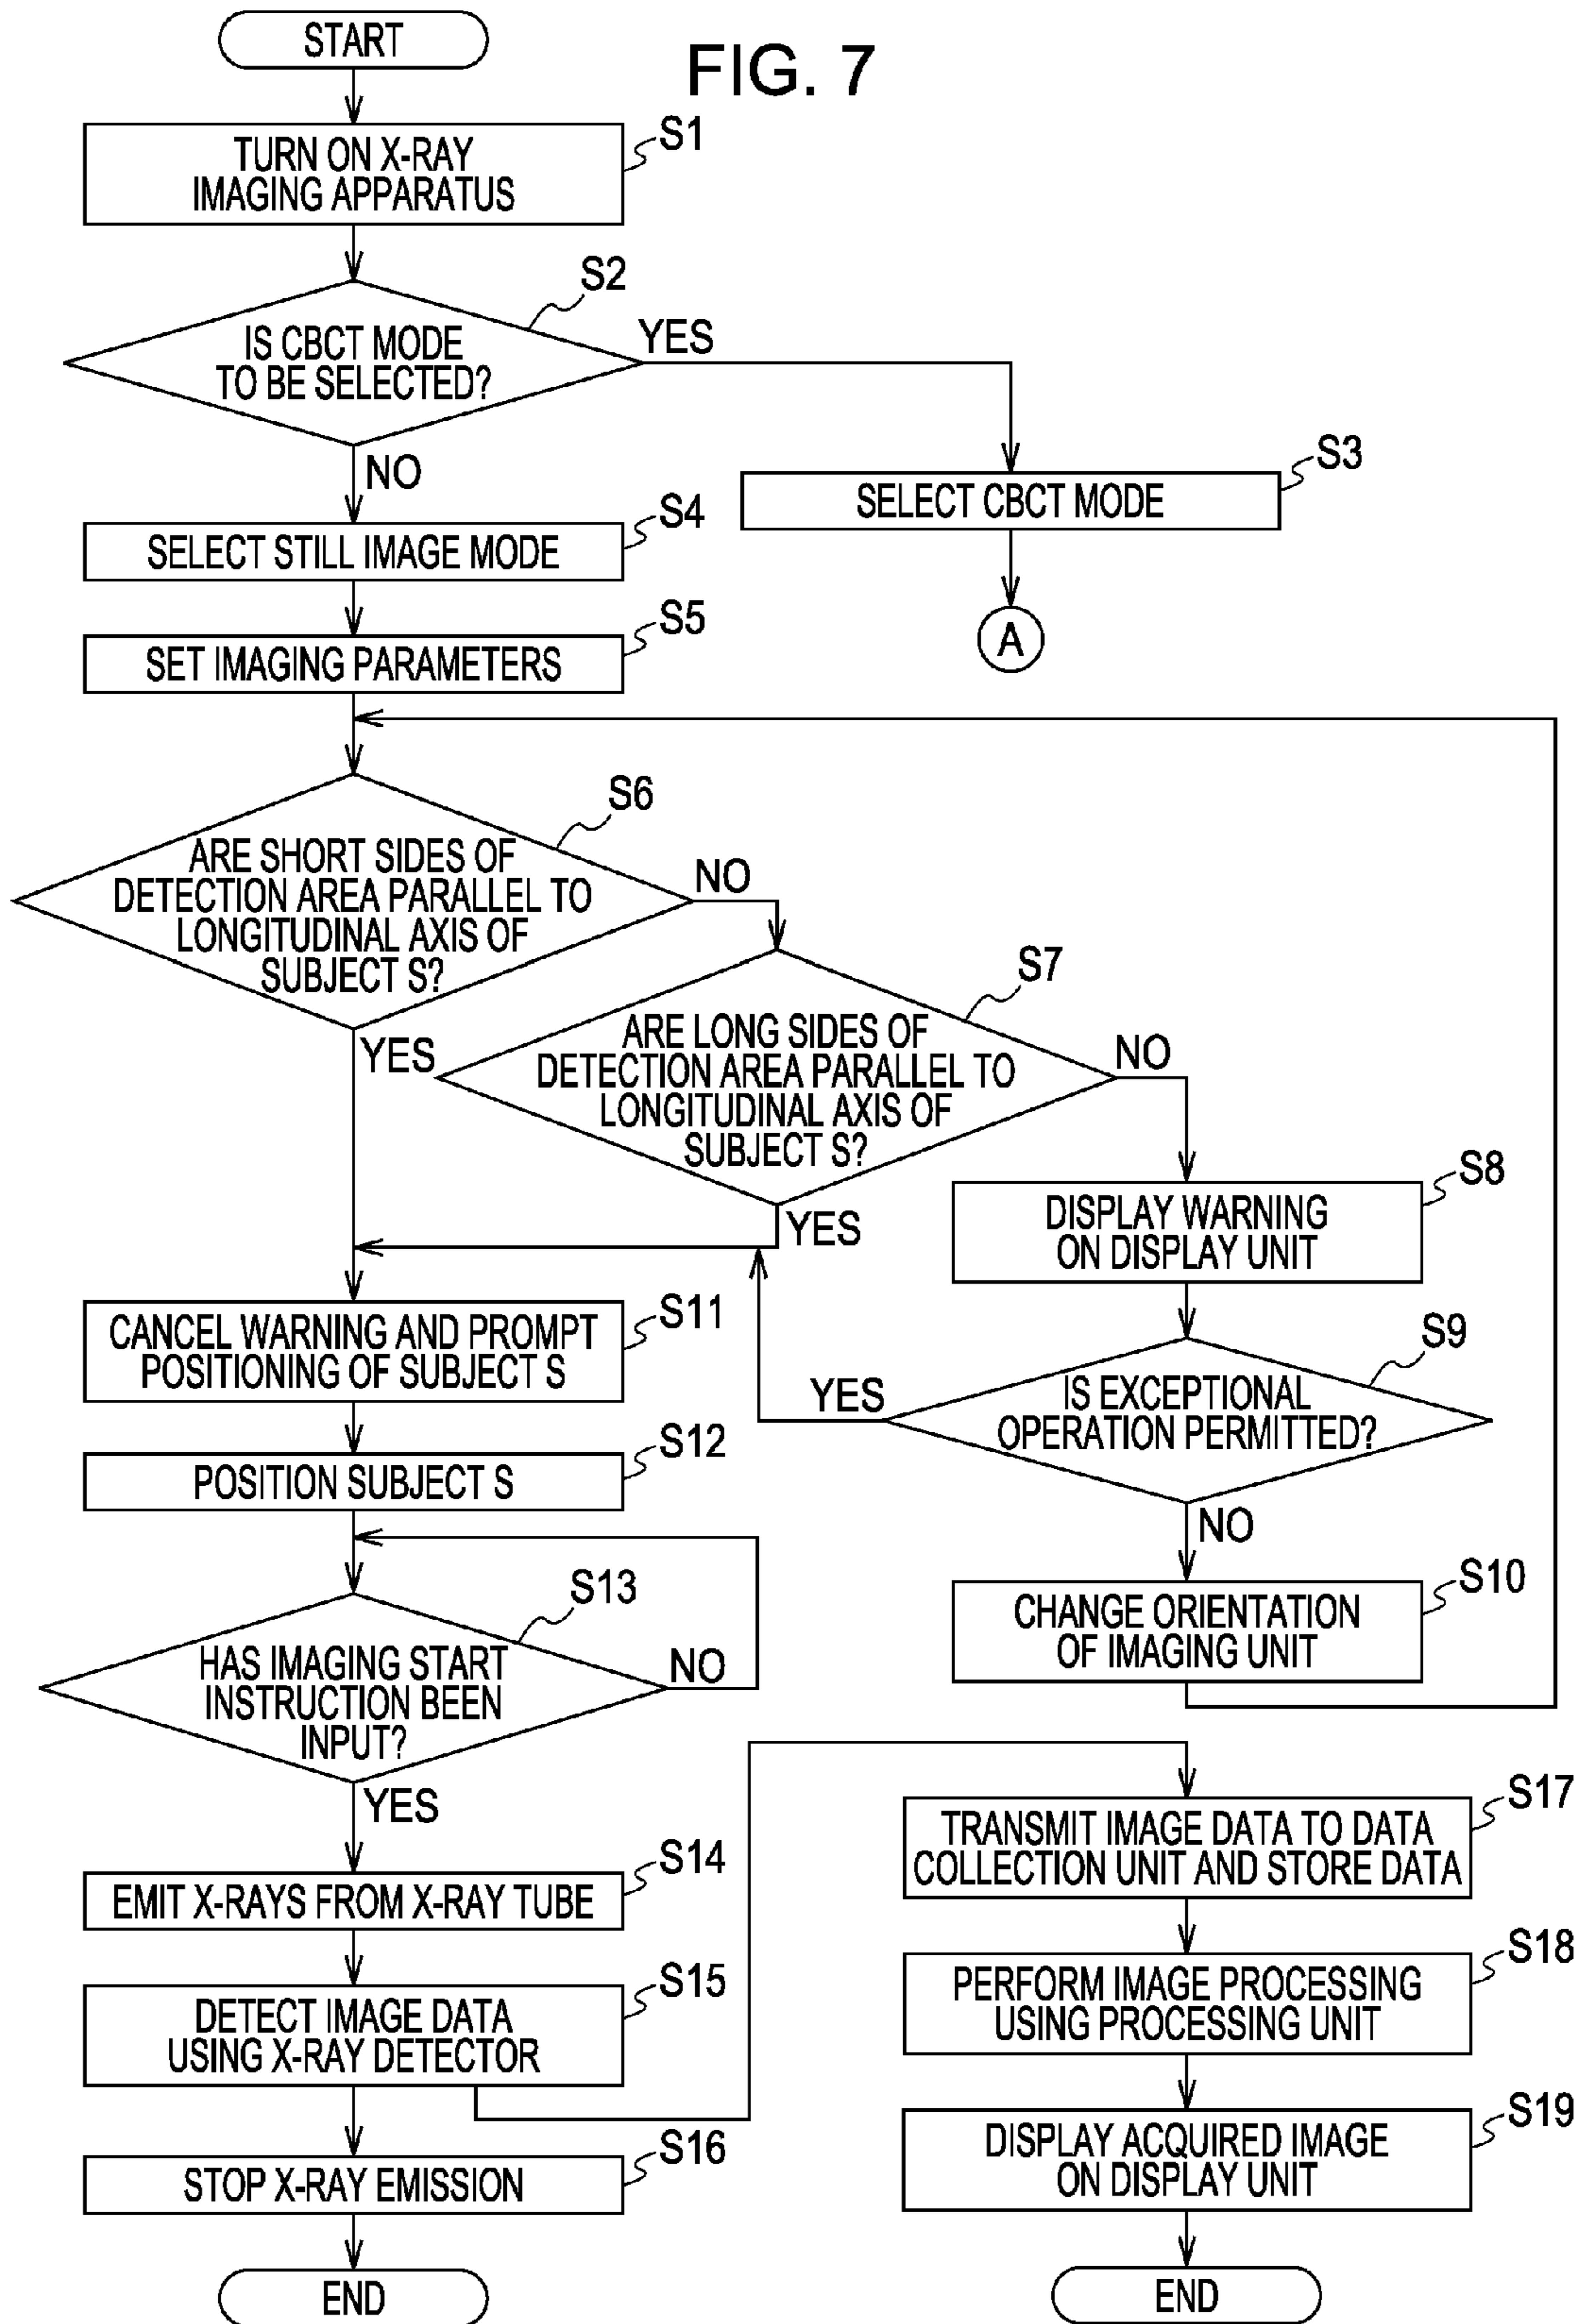 START
FIG. 7
S1
TURN ON X-RAY
IMAGING APPARATUS
S2
IS CBCT MODE
TO BE SELECTED?
YES
NO
S3
SELECT CBCT MODE
A
S4
SELECT STILL IMAGE MODE
S5
SET IMAGING PARAMETERS
S6
ARE SHORT SIDES OF
DETECTION AREA PARALLEL TO
LONGITUDINAL AXIS OF
SUBJECT S?
NO
YES
S7
ARE LONG SIDES OF
DETECTION AREA PARALLEL TO
LONGITUDINAL AXIS OF
SUBJECT S?
NO
YES
S8
DISPLAY WARNING
ON DISPLAY UNIT
S9
IS EXCEPTIONAL
OPERATION PERMITTED?
YES
NO
S10
CHANGE ORIENTATION
OF IMAGING UNIT
S11
CANCEL WARNING AND PROMPT
POSITIONING OF SUBJECT S
S12
POSITION SUBJECT S
S13
HAS IMAGING START
INSTRUCTION BEEN
INPUT?
NO
YES
S14
EMIT X-RAYS FROM X-RAY TUBE
S15
DETECT IMAGE DATA
USING X-RAY DETECTOR
S16
STOP X-RAY EMISSION
END
S17
TRANSMIT IMAGE DATA TO DATA
COLLECTION UNIT AND STORE DATA
S18
PERFORM IMAGE PROCESSING
USING PROCESSING UNIT
S19
DISPLAY ACQUIRED IMAGE
ON DISPLAY UNIT
END